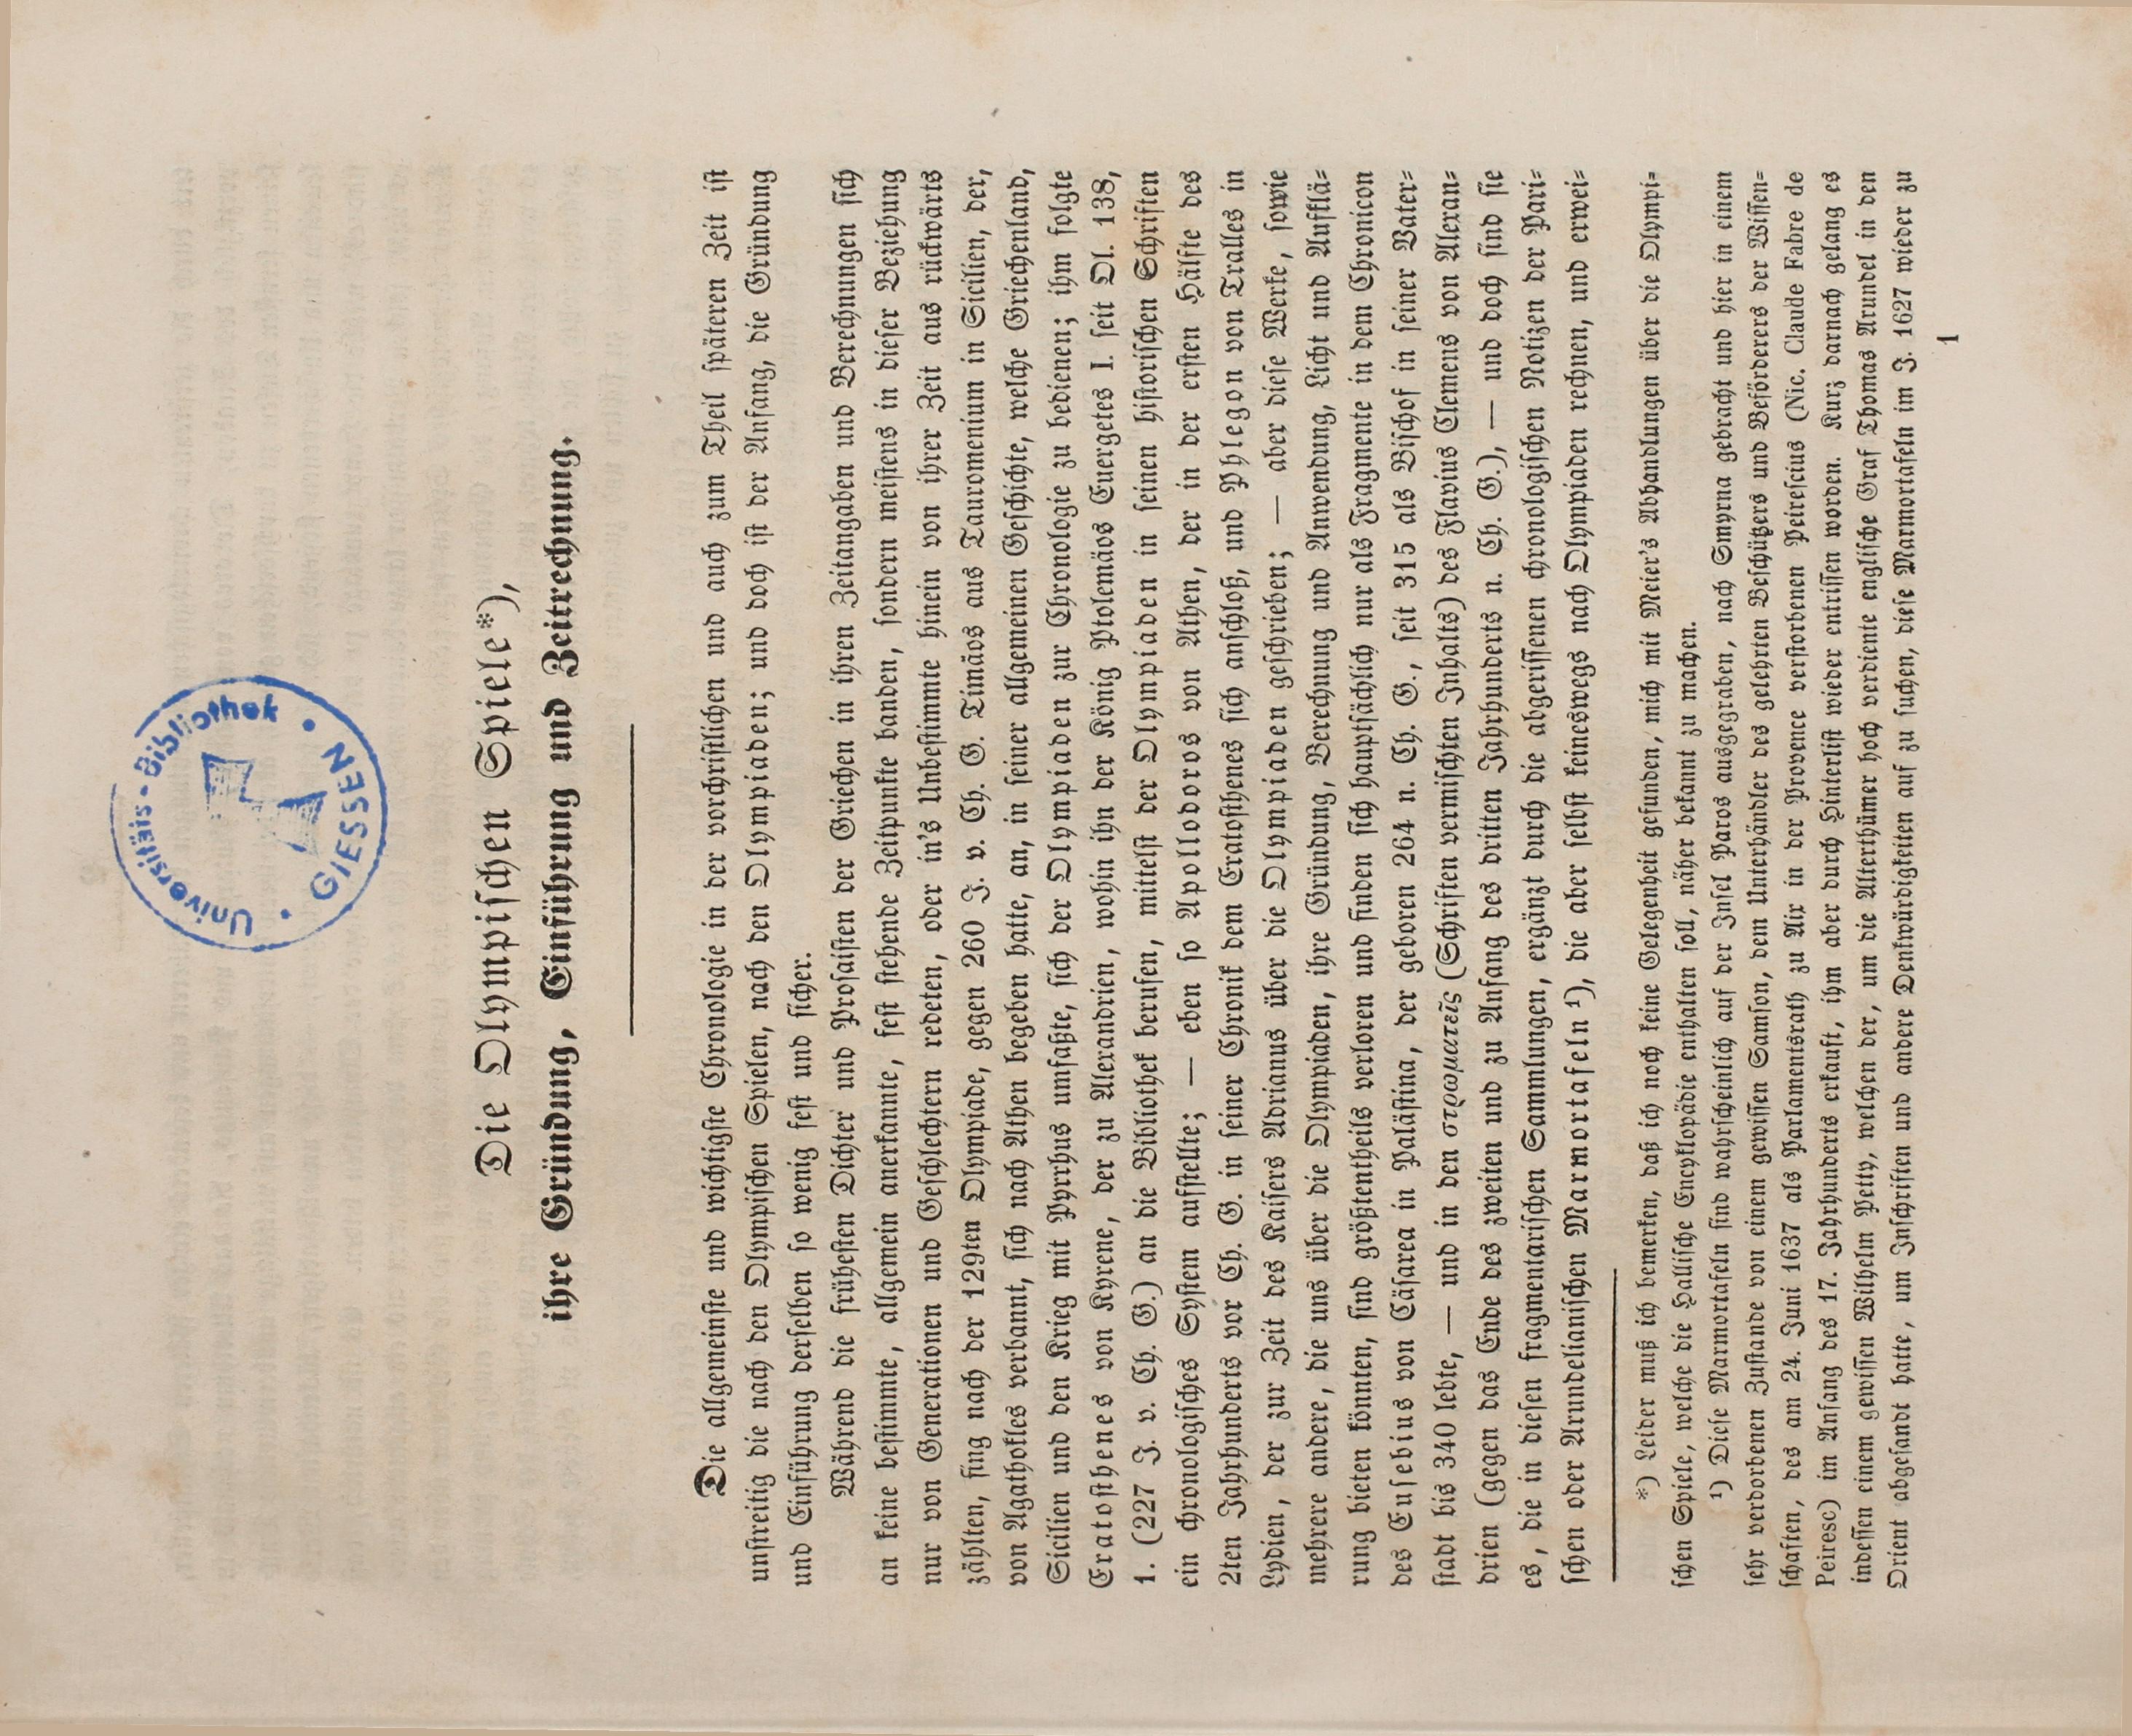 Universitäts-Bibliothek
GIESSEN
Die Olympischen Spiele*),
ihre Gründung, Einführung und Zeitrechnung.
Die allgemeinste und wichtigste Chronologie in der vorchristlichen und auch zum Theil späteren Zeit ist
unstreitig die nach den Olympischen Spielen, nach den Olympiaden; und doch ist der Anfang, die Gründung
und Einführung derselben so wenig fest und sicher.
Während die frühesten Dichter und Prosaisten der Griechen in ihren Zeitangaben und Berechnungen sich
an keine bestimmte, allgemein anerkannte, fest stehende Zeitpunkte banden, sondern meistens in dieser Beziehung
nur von Generationen und Geschlechtern redeten, oder in's Unbestimmte hinein von ihrer Zeit aus rückwärts
zählten, fing nach der 129ten Olympiade, gegen 260 J. v. Ch. G. Timäos aus Tauromenium in Sicilien, der,
von Agathokles verbannt, sich nach Athen begeben hatte, an, in seiner allgemeinen Geschichte, welche Griechenland,
Sicilien und den Krieg mit Pyrrhus umfaßte, sich der Olympiaden zur Chronologie zu bedienen; ihm folgte
Eratosthenes von Kyrene, der zu Alexandrien, wohin ihn der König Ptolemäos Euergetes I. seit Ol. 138,
1. (227 J. v. Ch. G.) an die Bibliothek berufen, mittelst der Olympiaden in seinen historischen Schriften
ein chronologisches System aufstellte; — eben so Apollodoros von Athen, der in der ersten Hälfte des
2ten Jahrhunderts vor Ch. G. in seiner Chronik dem Eratosthenes sich anschloß, und Phlegon von Tralles in
Lydien, der zur Zeit des Kaisers Adrianus über die Olympiaden geschrieben; — aber diese Werke, sowie
mehrere andere, die uns über die Olympiaden, ihre Gründung, Berechnung und Anwendung, Licht und Aufklä-
rung bieten könnten, sind größtentheils verloren und finden sich hauptsächlich nur als Fragmente in dem Chronicon
des Eusebius von Cäsarea in Palästina, der geboren 264 n. Ch. G., seit 315 als Bischof in seiner Vater-
stadt bis 340 lebte, — und in den στρωματεῖς (Schriften vermischten Inhalts) des Flavius Clemens von Alexan-
drien (gegen das Ende des zweiten und zu Anfang des dritten Jahrhunderts n. Ch. G.), — und doch sind sie
es, die in diesen fragmentarischen Sammlungen, ergänzt durch die abgerissenen chronologischen Notizen der Pari-
schen oder Arundelianischen Marmortafeln ¹), die aber selbst keineswegs nach Olympiaden rechnen, und erwei-
*) Leider muß ich bemerken, daß ich noch keine Gelegenheit gefunden, mich mit Meier's Abhandlungen über die Olympi-
schen Spiele, welche die Hallische Encyklopädie enthalten soll, näher bekannt zu machen.
¹) Diese Marmortafeln sind wahrscheinlich auf der Insel Paros ausgegraben, nach Smyrna gebracht und hier in einem
sehr verdorbenen Zustande von einem gewissen Samson, dem Unterhändler des gelehrten Beschützers und Beförderers der Wissen-
schaften, des am 24. Juni 1637 als Parlamentsrath zu Aix in der Provence verstorbenen Peirescius (Nic. Claude Fabre de
Peiresc) im Anfang des 17. Jahrhunderts erkauft, ihm aber durch Hinterlist wieder entrissen worden. Kurz darnach gelang es
indessen einem gewissen Wilhelm Petty, welchen der, um die Alterthümer hoch verdiente englische Graf Thomas Arundel in den
Orient abgesandt hatte, um Inschriften und andere Denkwürdigkeiten auf zu suchen, diese Marmortafeln im J. 1627 wieder zu
1